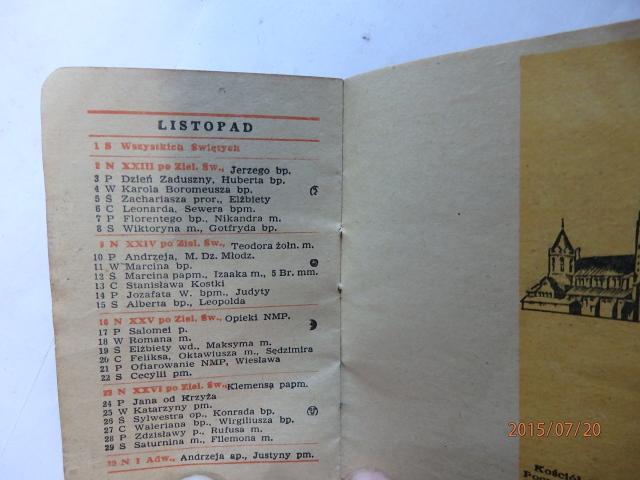 LISTOPAD
1 S Wszystkich Świętych
2 N XXIII po Ziel. Św., Jerzego bp.
3 P Dzień Zaduszny, Huberta bp.
4 W Karola Boromeusza bp.
5 Ś Zachariasza pror., Elżbiety
6 C Leonarda, Sewera bpm.
7 P Florentego bp., Nikandra m.
8 S Wiktoryna m., Gotfryda bp.
9 N XXIV po Ziel. Św., Teodora żołn. m.
10 P Andrzeja, M. Dz. Młodz.
11 W Marcina bp.
12 Ś Marcina papm., Izaaka m., 5 Br. mm.
13 C Stanisława Kostki
14 P Jozafata W. bpm., Judyty
15 S Alberta bp., Leopolda
16 N XXV po Ziel. Św., Opieki NMP.
17 P Salomei p.
18 W Romana m.
19 Ś Elżbiety wd., Maksyma m.
20 C Feliksa, Oktawiusza m., Sędzimira
21 P Ofiarowanie NMP, Wiesława
22 S Cecylii pm.
23 N XXVI po Ziel. Św., Klemensa papm.
24 P Jana od Krzyża
25 W Katarzyny pm.
26 Ś Sylwestra op., Konrada bp.
27 C Waleriana bp., Wirgiliusza bp.
28 P Zdzisławy p., Rufusa m.
29 S Saturnina m., Filemona m.
30 N I Adw., Andrzeja ap., Justyny pm.
Kościół
2015/07/20